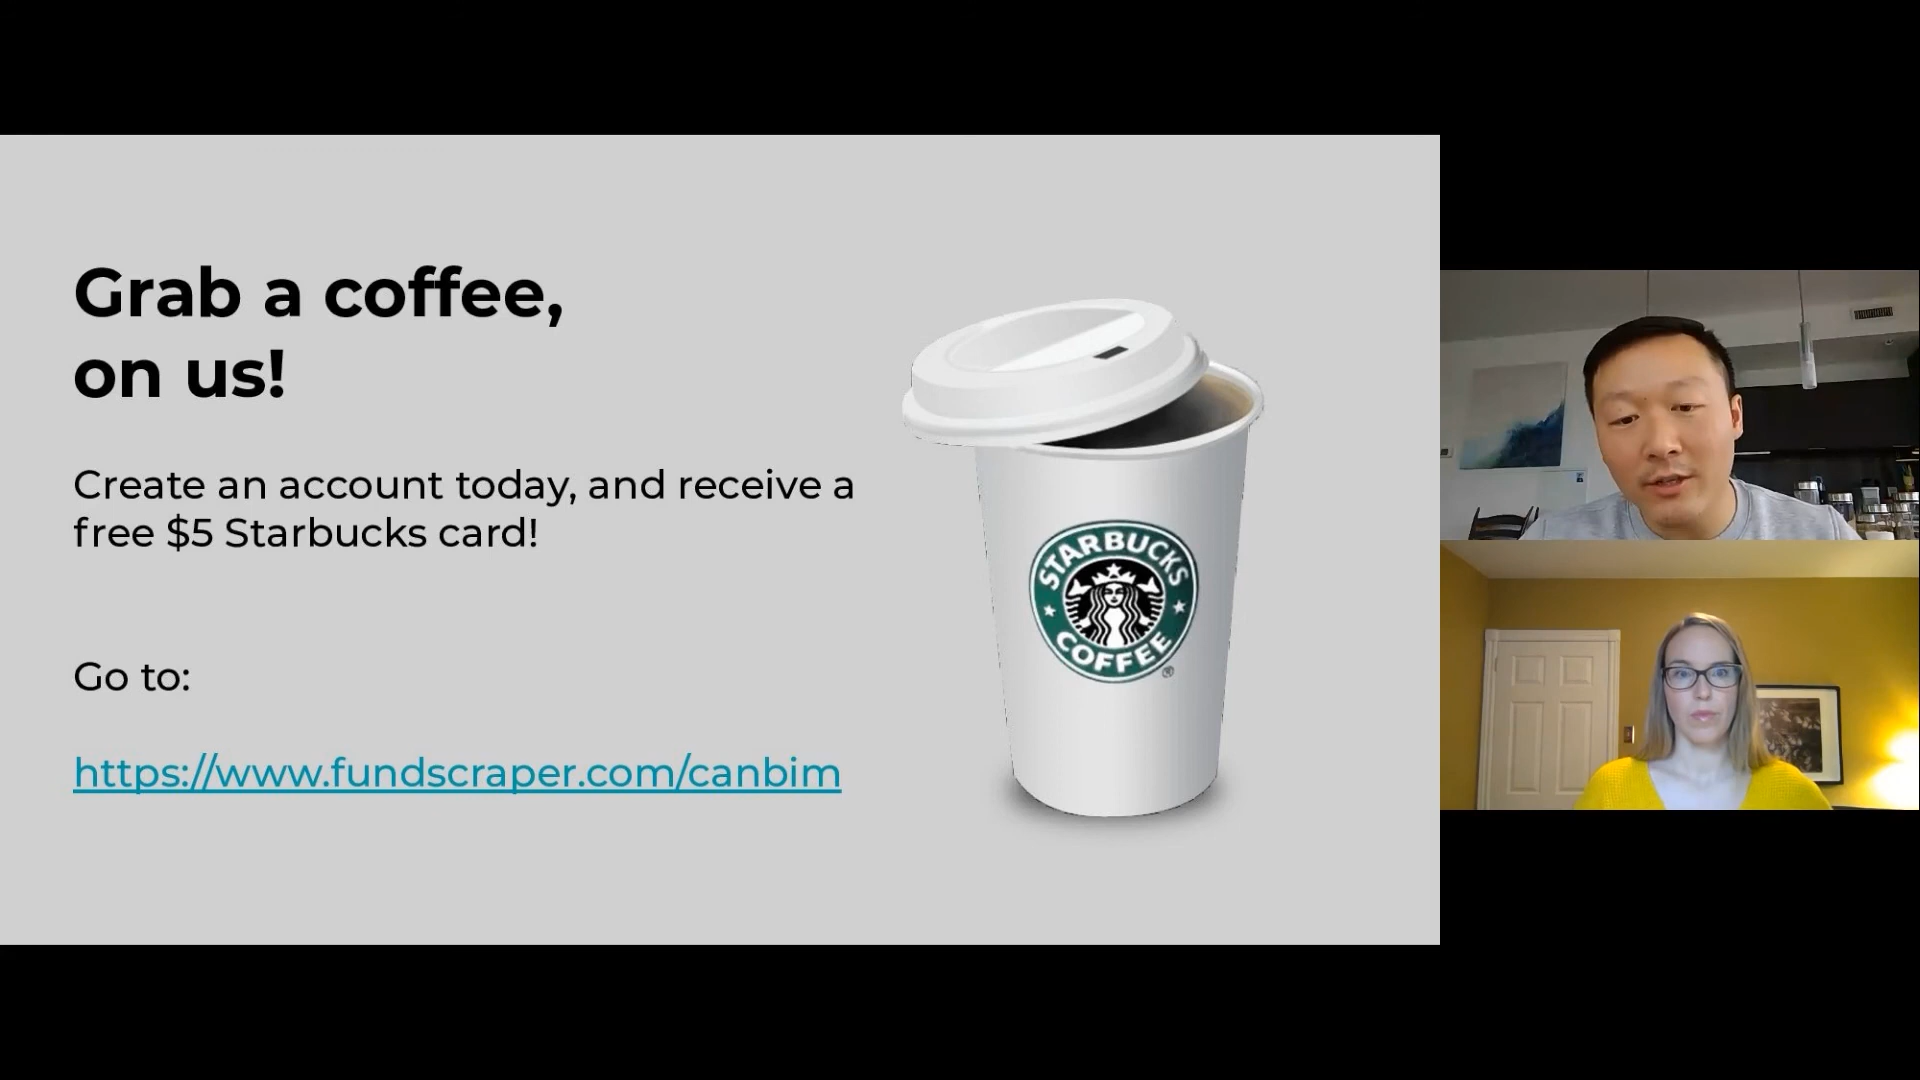 Grab a coffee,
on us!
Create an account today, and receive a
free $5 Starbucks card!
Go to:
https://www.fundscraper.com/canbim
STARBUCKS
COFFEE
®